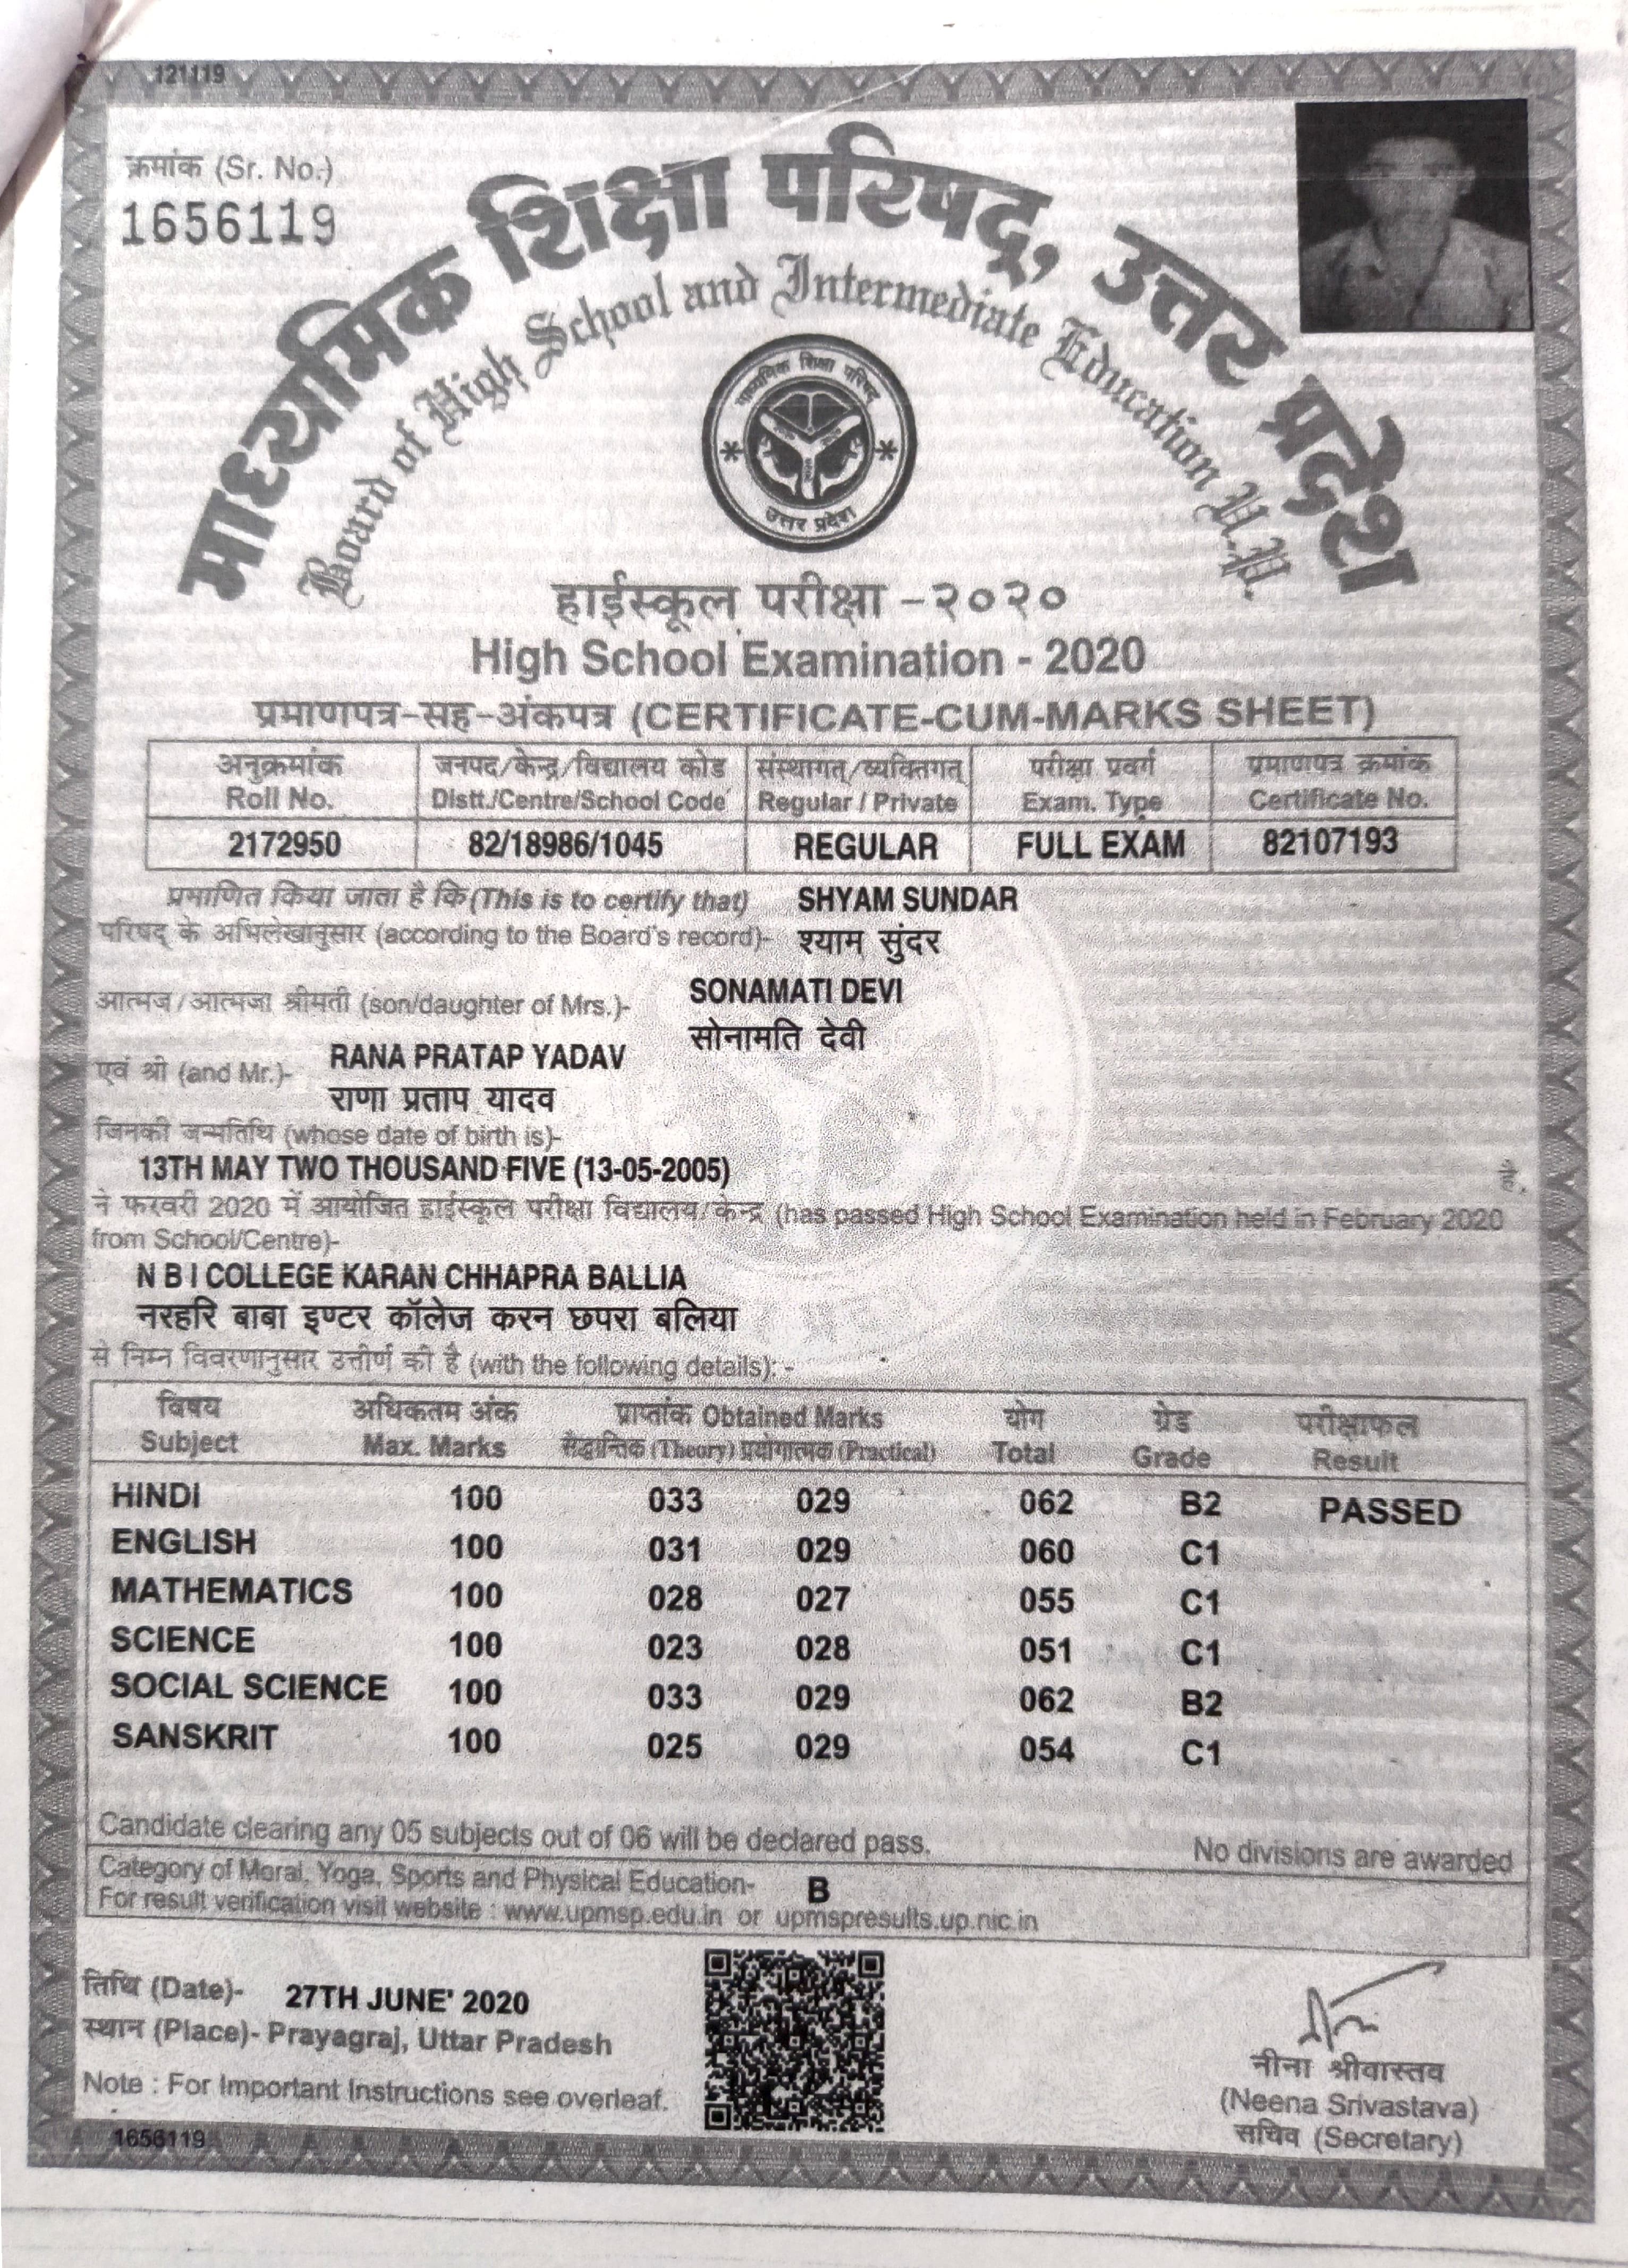 121119
क्रमांक (Sr. No.)
1656119
माध्यमिक शिक्षा परिषद्, उत्तर प्रदेश
Board of High School and Intermediate Education U.P.
माध्यमिक शिक्षा परिषद
उत्तर प्रदेश
हाईस्कूल परीक्षा -२०२०
High School Examination - 2020
प्रमाणपत्र-सह-अंकपत्र (CERTIFICATE-CUM-MARKS SHEET)
अनुक्रमांक जनपद/केन्द्र/विद्यालय कोड संस्थागत्/व्यक्तिगत् परीक्षा प्रवर्ग प्रमाणपत्र क्रमांक
Roll No. Distt./Centre/School Code Regular / Private Exam. Type Certificate No.
2172950 82/18986/1045 REGULAR FULL EXAM 82107193
प्रमाणित किया जाता है कि (This is to certify that) SHYAM SUNDAR
परिषद् के अभिलेखानुसार (according to the Board's record)- श्याम सुंदर
आत्मज/आत्मजा श्रीमती (son/daughter of Mrs.)- SONAMATI DEVI
सोनामति देवी
एवं श्री (and Mr.)- RANA PRATAP YADAV
राणा प्रताप यादव
जिनकी जन्मतिथि (whose date of birth is)-
13TH MAY TWO THOUSAND FIVE (13-05-2005) है,
ने फरवरी 2020 में आयोजित हाईस्कूल परीक्षा विद्यालय/केन्द्र (has passed High School Examination held in February 2020
from School/Centre)-
N B I COLLEGE KARAN CHHAPRA BALLIA
नरहरि बाबा इण्टर कॉलेज करन छपरा बलिया
से निम्न विवरणानुसार उत्तीर्ण की है (with the following details): -
विषय अधिकतम अंक प्राप्तांक Obtained Marks योग ग्रेड परीक्षाफल
Subject Max. Marks सैद्धान्तिक (Theory) प्रयोगात्मक (Practical) Total Grade Result
HINDI 100 033 029 062 B2 PASSED
ENGLISH 100 031 029 060 C1
MATHEMATICS 100 028 027 055 C1
SCIENCE 100 023 028 051 C1
SOCIAL SCIENCE 100 033 029 062 B2
SANSKRIT 100 025 029 054 C1
Candidate clearing any 05 subjects out of 06 will be declared pass. No divisions are awarded
Category of Moral, Yoga, Sports and Physical Education- B
For result verification visit website : www.upmsp.edu.in or upmspresults.up.nic.in
तिथि (Date)- 27TH JUNE' 2020
स्थान (Place)- Prayagraj, Uttar Pradesh
Note : For Important Instructions see overleaf.
नीना श्रीवास्तव
(Neena Srivastava)
सचिव (Secretary)
1656119